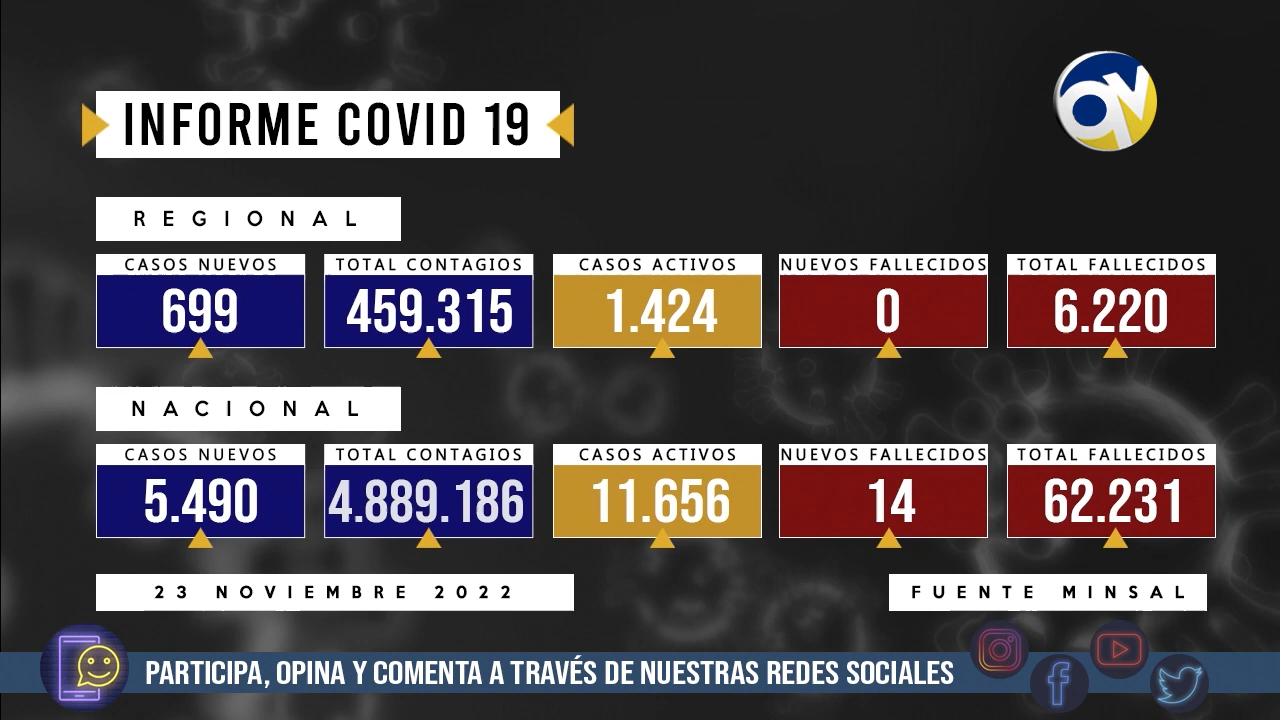 INFORME COVID 19
REGIONAL
CASOS NUEVOS
699
TOTAL CONTAGIOS
459.315
CASOS ACTIVOS
1.424
NUEVOS FALLECIDOS
0
TOTAL FALLECIDOS
6.220
NACIONAL
CASOS NUEVOS
5.490
TOTAL CONTAGIOS
4.889.186
CASOS ACTIVOS
11.656
NUEVOS FALLECIDOS
14
TOTAL FALLECIDOS
62.231
23 NOVIEMBRE 2022
FUENTE MINSAL
PARTICIPA, OPINA Y COMENTA A TRAVÉS DE NUESTRAS REDES SOCIALES